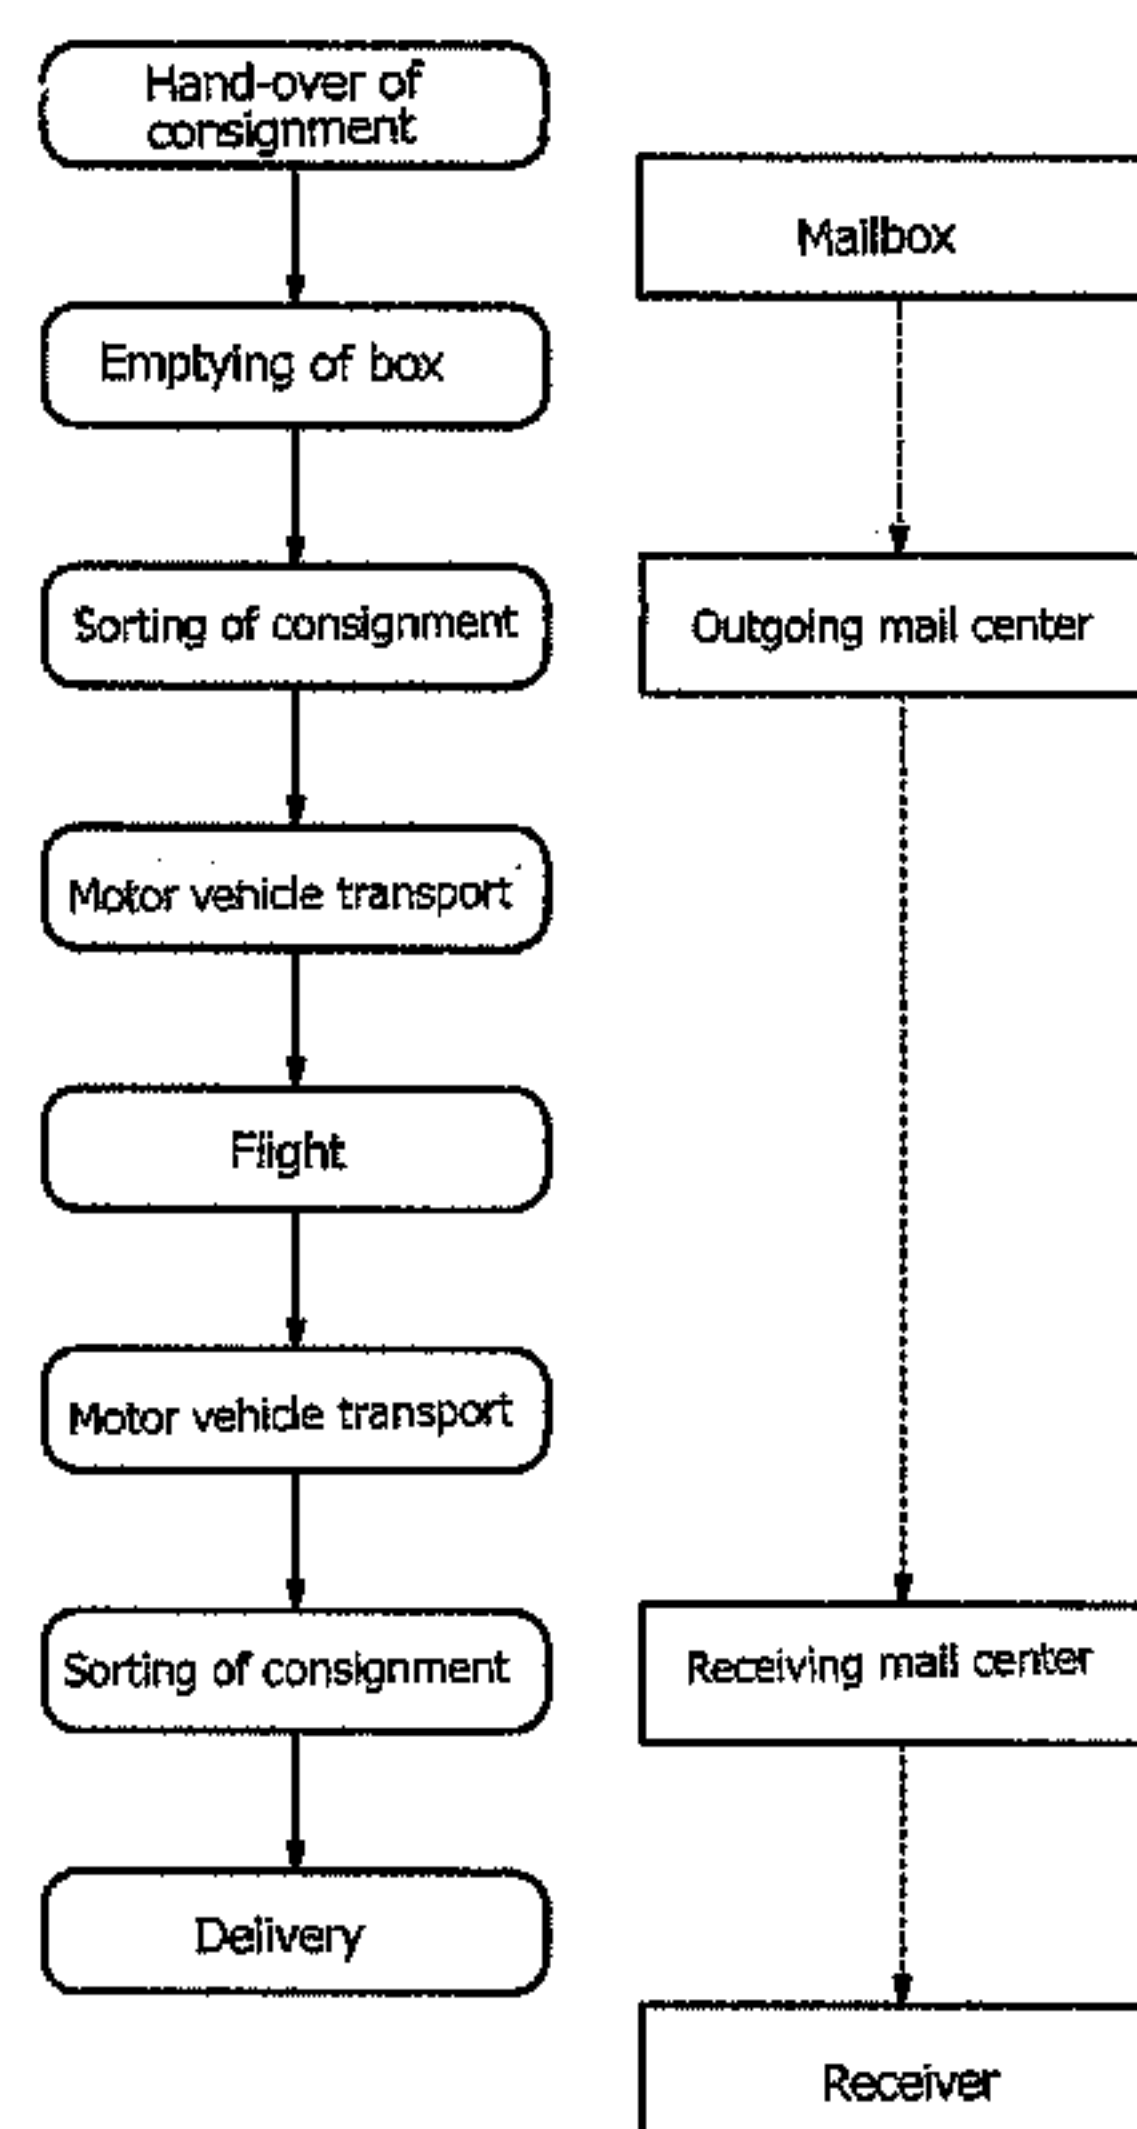 Hand-over of
consignment
Emptying of box
Sorting of consignment
Motor vehicle transport
Flight
Motor vehicle transport
Sorting of consignment
Delivery
Mailbox
Outgoing mail center
Receiving mail center
Receiver